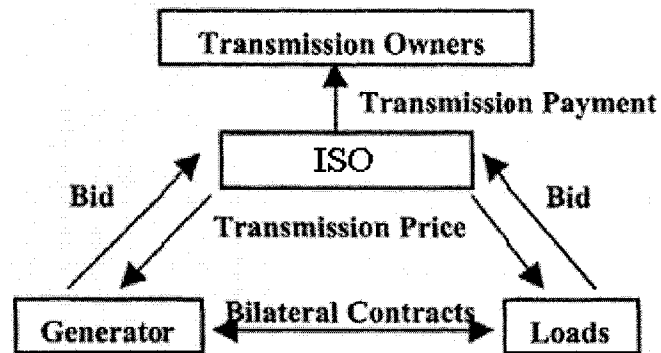 Transmission Owners
Transmission Payment
ISO
Bid
Bid
Transmission Price
Bilateral Contracts
Generator
Loads